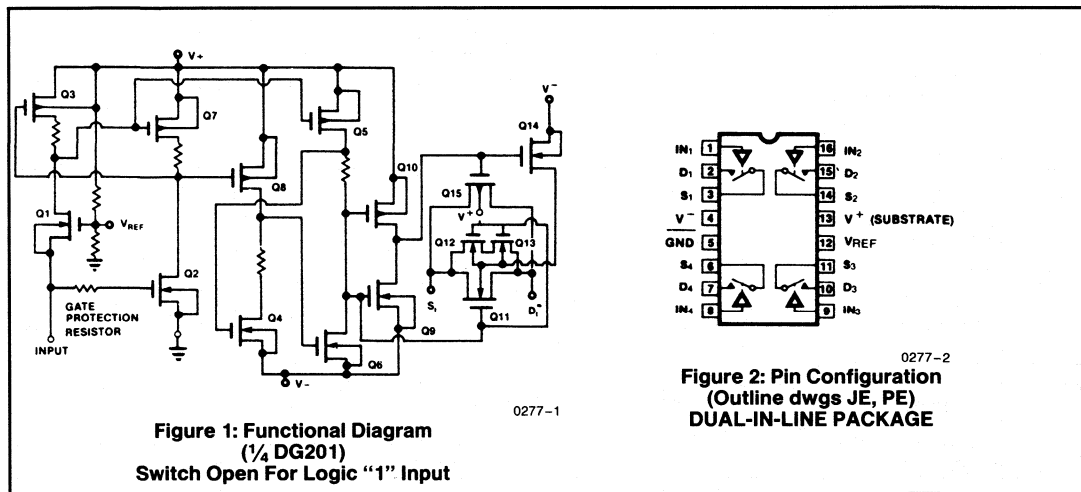 V+
Q3
Q7
Q5
Q8
Q10
Q1
VREF
Q2
GATE
PROTECTION
RESISTOR
INPUT
Q4
Q6
Q9
V-
V-
Q14
Q15
V+
Q12
Q13
S1
D1
Q11
0277-1
Figure 1: Functional Diagram
(¼ DG201)
Switch Open For Logic “1” Input
IN1 1 16 IN2
D1 2 15 D2
S1 3 14 S2
V- 4 13 V+ (SUBSTRATE)
GND 5 12 VREF
S4 6 11 S3
D4 7 10 D3
IN4 8 9 IN3
0277-2
Figure 2: Pin Configuration
(Outline dwgs JE, PE)
DUAL-IN-LINE PACKAGE